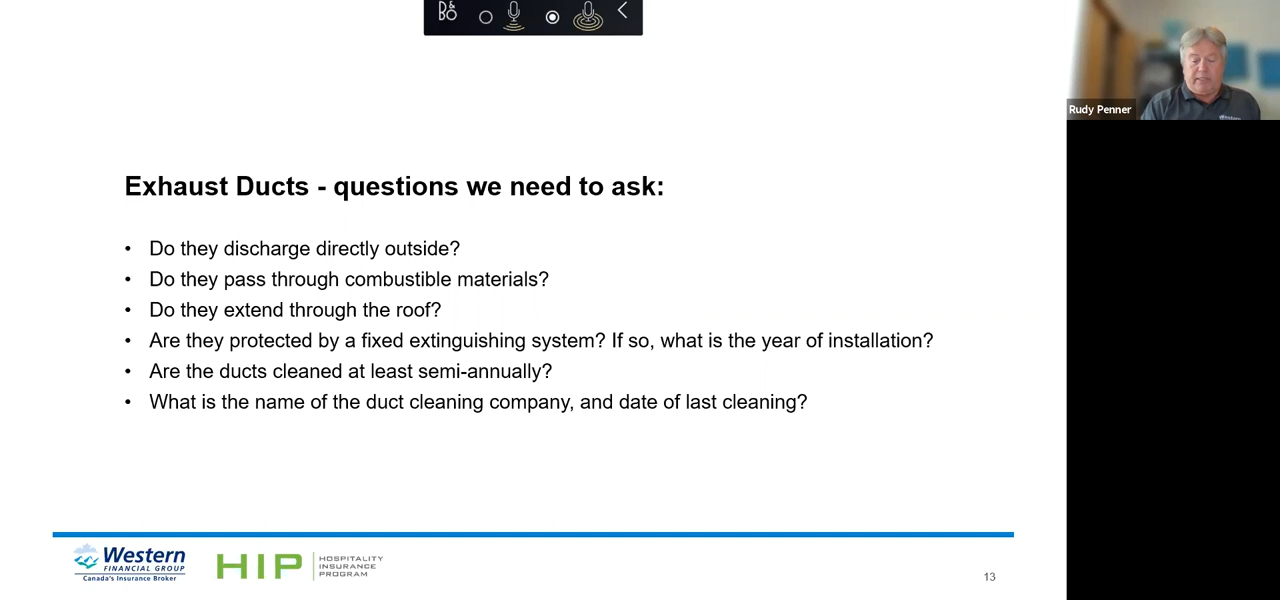 B&O
Rudy Penner
Western
Exhaust Ducts - questions we need to ask:
• Do they discharge directly outside?
• Do they pass through combustible materials?
• Do they extend through the roof?
• Are they protected by a fixed extinguishing system? If so, what is the year of installation?
• Are the ducts cleaned at least semi-annually?
• What is the name of the duct cleaning company, and date of last cleaning?
Western
FINANCIAL GROUP
Canada's Insurance Broker
HIP
HOSPITALITY
INSURANCE
PROGRAM
13